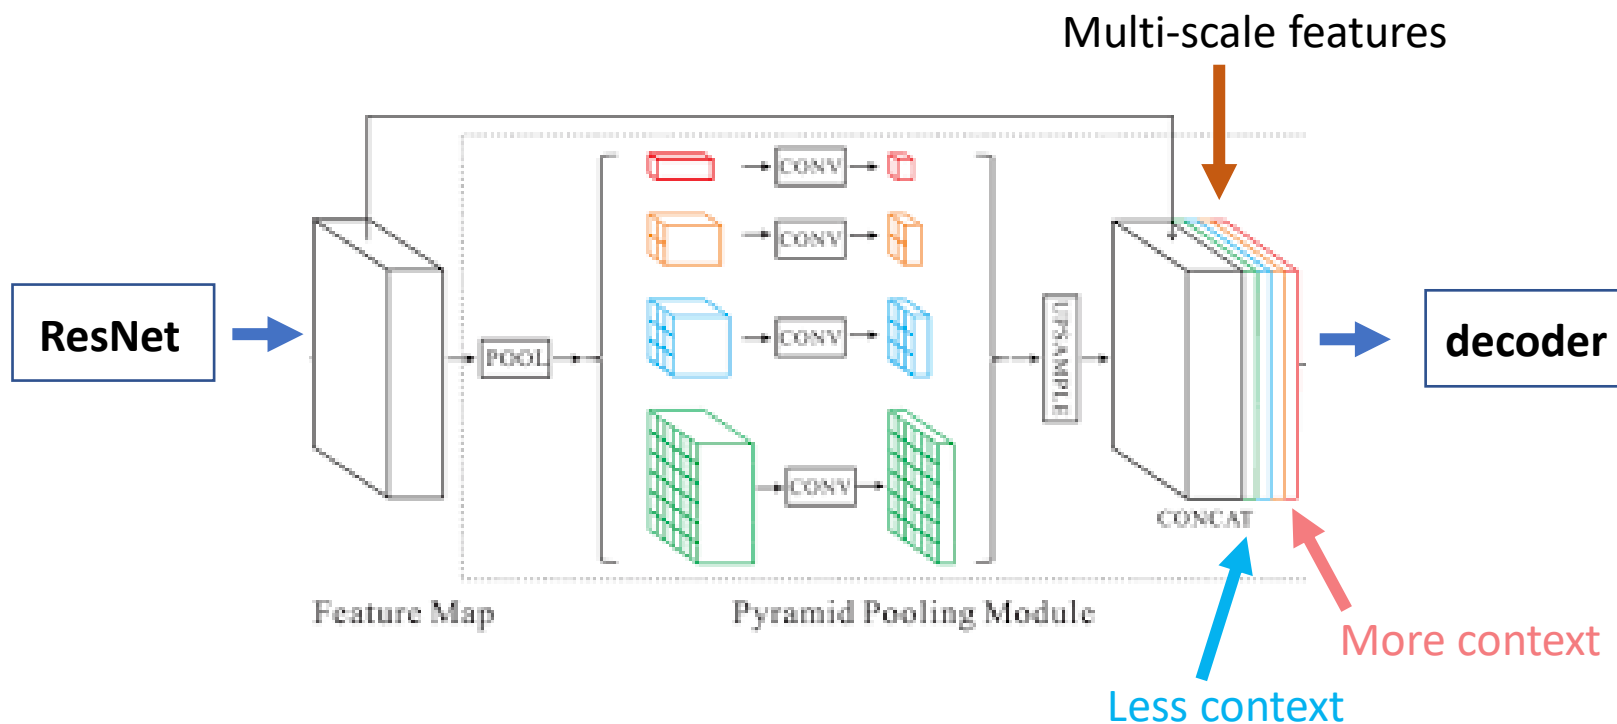 Multi-scale features
CONV
CONV
ResNet
POOL
CONV
UPSAMPLE
decoder
CONV
CONCAT
Feature Map
Pyramid Pooling Module
More context
Less context